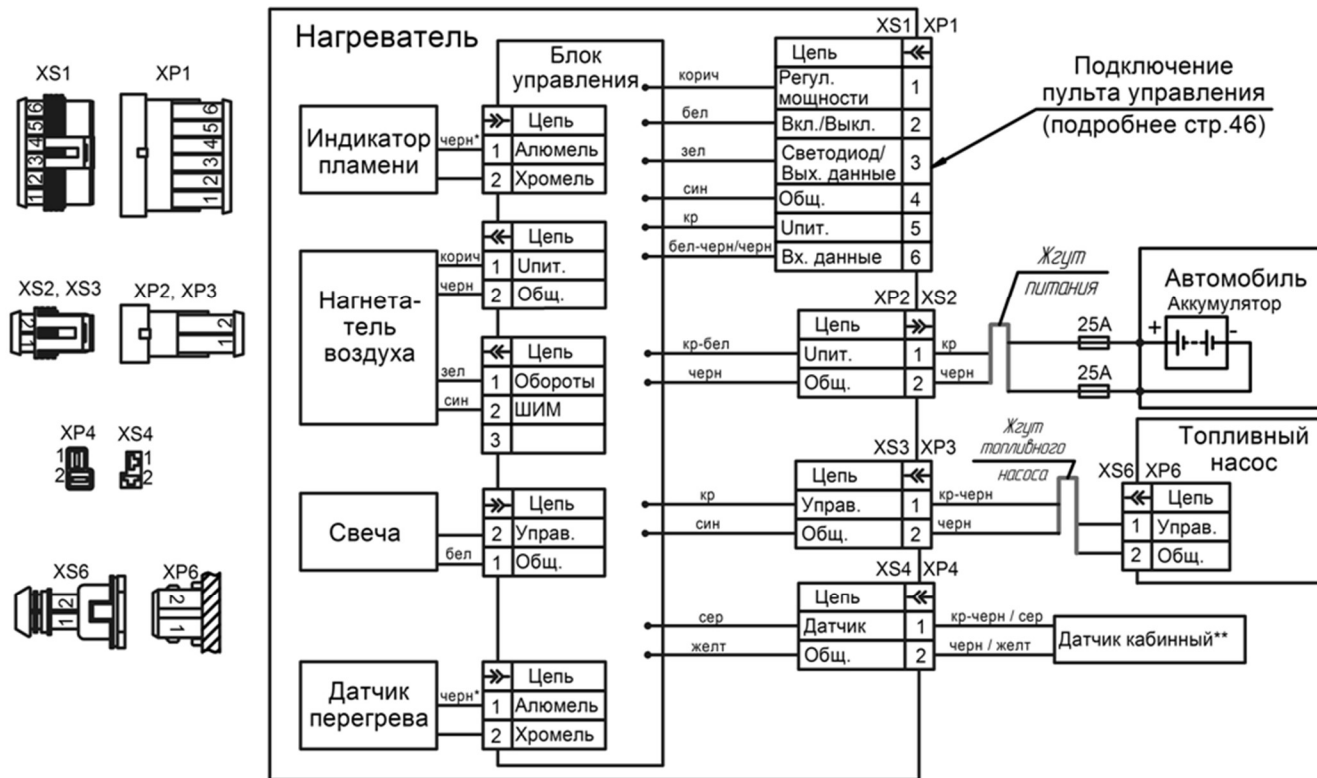 XS1
XP1
1 2 3 4 5 6
1 2 3 4 5 6
XS2, XS3
XP2, XP3
1 2
1 2
XP4
XS4
1
2
1
2
XS6
XP6
1 2
1 2
Нагреватель
Блок
управления
Индикатор
пламени
черн*
Цепь
1 Алюмель
2 Хромель
Нагнета-
тель
воздуха
корич
черн
Цепь
1 Uпит.
2 Общ.
зел
син
Цепь
1 Обороты
2 ШИМ
3
Свеча
бел
Цепь
2 Управ.
1 Общ.
Датчик
перегрева
черн*
Цепь
1 Алюмель
2 Хромель
XS1 XP1
Цепь
корич
Регул.
мощности 1
бел
Вкл./Выкл. 2
зел
Светодиод/
Вых. данные 3
син
Общ. 4
кр
Uпит. 5
бел-черн/черн
Вх. данные 6
Подключение
пульта управления
(подробнее стр.46)
XP2 XS2
Цепь
кр-бел
Uпит. 1
кр
черн
Общ. 2
черн
Жгут
питания
25А
25А
Автомобиль
Аккумулятор
+ -
XS3 XP3
Цепь
кр
Управ. 1
кр-черн
син
Общ. 2
черн
Жгут
топливного
насоса
Топливный
насос
XS6 XP6
Цепь
1 Управ.
2 Общ.
XS4 XP4
Цепь
сер
Датчик 1
кр-черн / сер
желт
Общ. 2
черн / желт
Датчик кабинный**